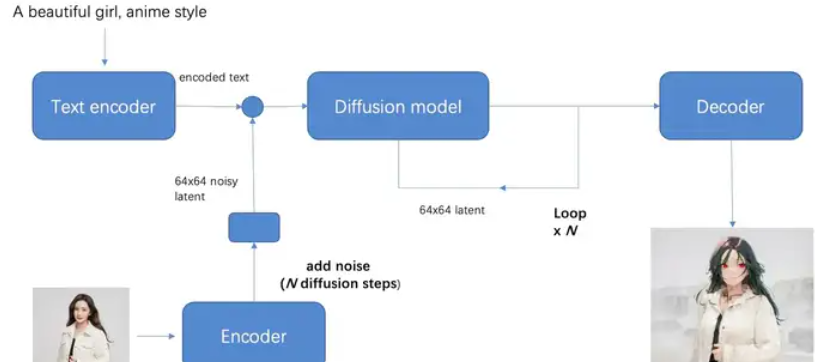 A beautiful girl, anime style
encoded text
Text encoder
Diffusion model
Decoder
64x64 noisy
latent
64x64 latent
Loop
x N
add noise
(N diffusion steps)
Encoder